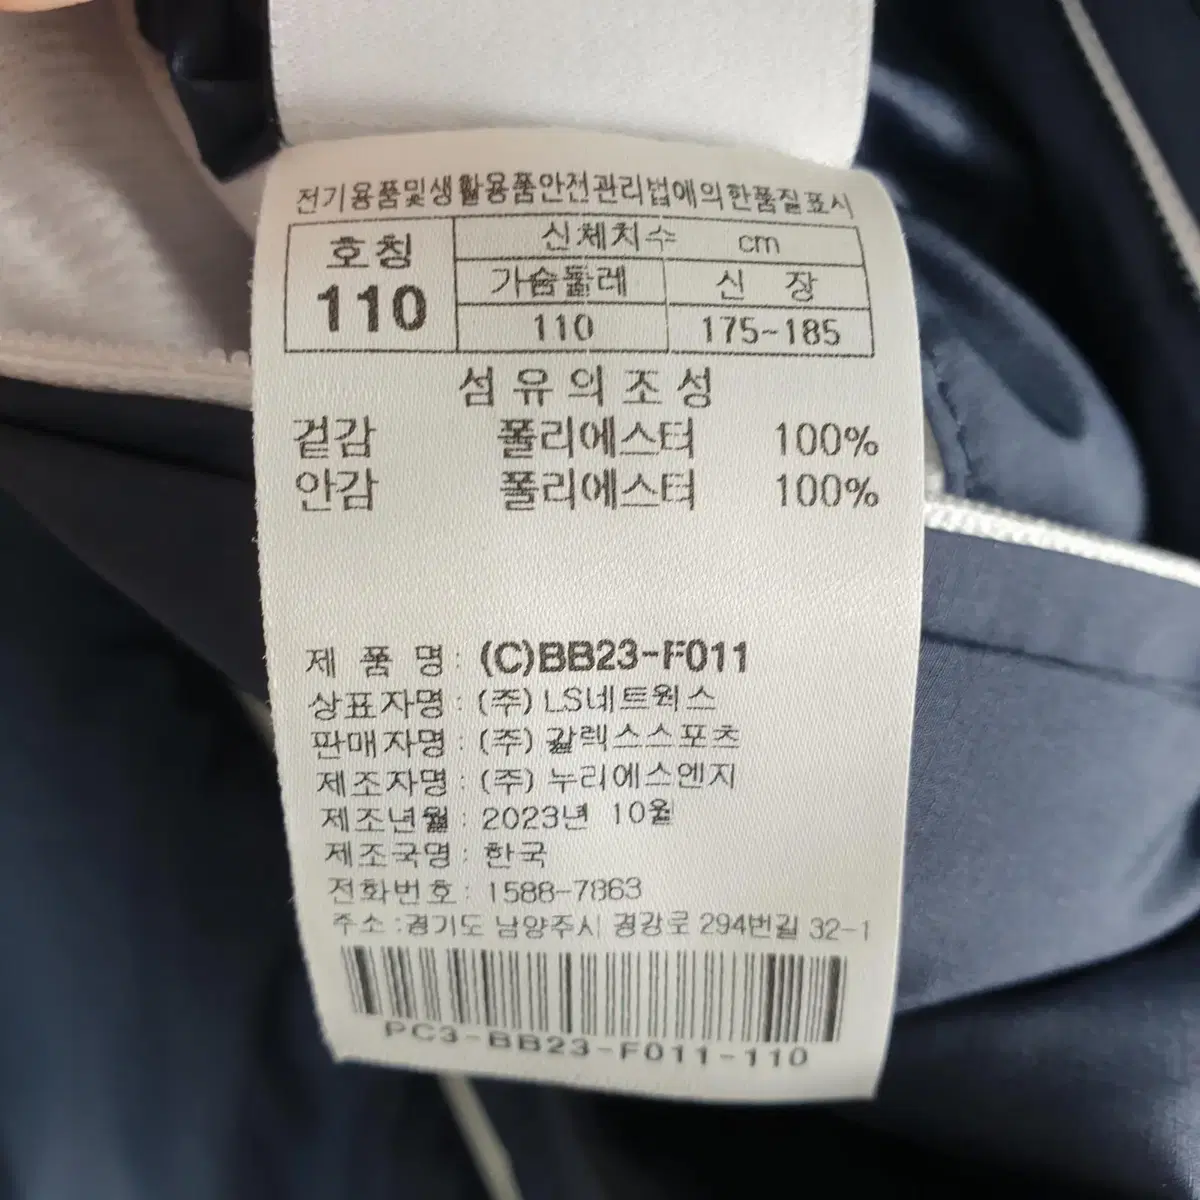 전기용품및생활용품안전관리법에의한품질표시
호칭 신체치수 cm
110 가슴둘레 신 장
110 175~185
섬유의조성
겉감 폴리에스터 100%
안감 폴리에스터 100%
제 품 명: (C)BB23-F011
상표자명: (주) LS네트웍스
판매자명: (주) 갈렉스스포츠
제조자명: (주) 누리에스엔지
제조년월: 2023년 10월
제조국명: 한국
전화번호: 1588-7863
주소:경기도 남양주시 경강로 294번길 32-1
PC3-BB23-F011-110